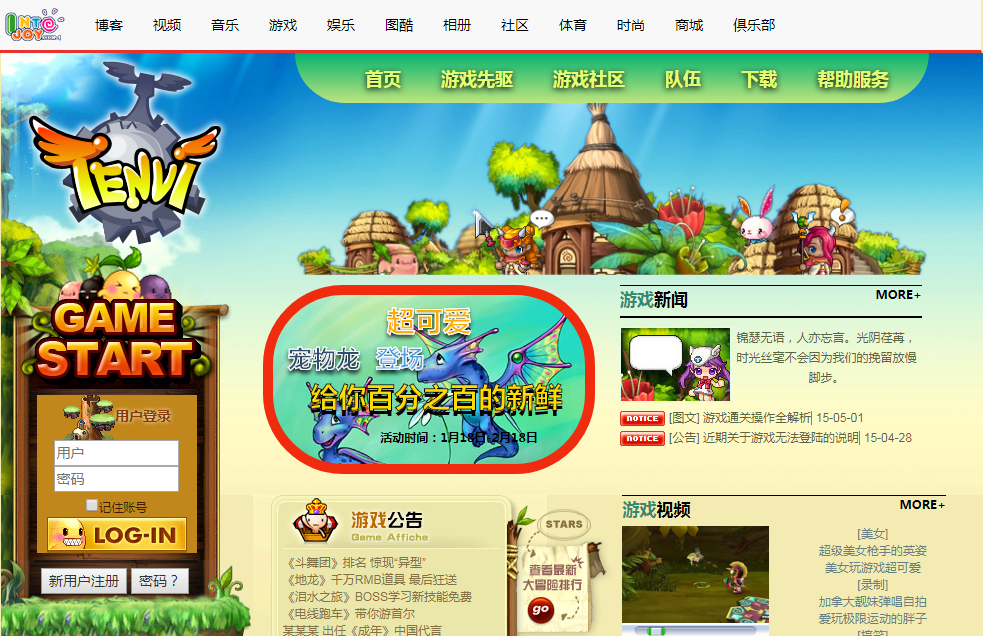 INTO JOY.com
博客 视频 音乐 游戏 娱乐 图酷 相册 社区 体育 时尚 商城 俱乐部
首页 游戏先驱 游戏社区 队伍 下载 帮助服务
TENVI
GAME
START
用户登录
用户
密码
记住账号
LOG-IN
新用户注册 密码？
超可爱
宠物龙 登场
给你百分之百的新鲜
活动时间：1月18日-2月18日
游戏新闻 MORE+
锦瑟无语，人亦忘言。光阴荏苒，
时光丝毫不会因为我们的挽留放慢
脚步。
NOTICE [图文] 游戏通关操作全解析| 15-05-01
NOTICE [公告] 近期关于游戏无法登陆的说明| 15-04-28
游戏公告
Game Affiche
《斗舞团》排名 惊现“异型”
《地龙》千万RMB道具 最后狂送
《泪水之旅》BOSS学习新技能免费
《电线跑车》带你游首尔
某某某 出任《成年》中国代言
STARS
查看最新
大冒险排行
go
游戏视频 MORE+
[美女]
超级美女枪手的英姿
美女玩游戏超可爱
[录制]
加拿大靓妹弹唱自拍
爱玩极限运动的胖子
[搞笑]